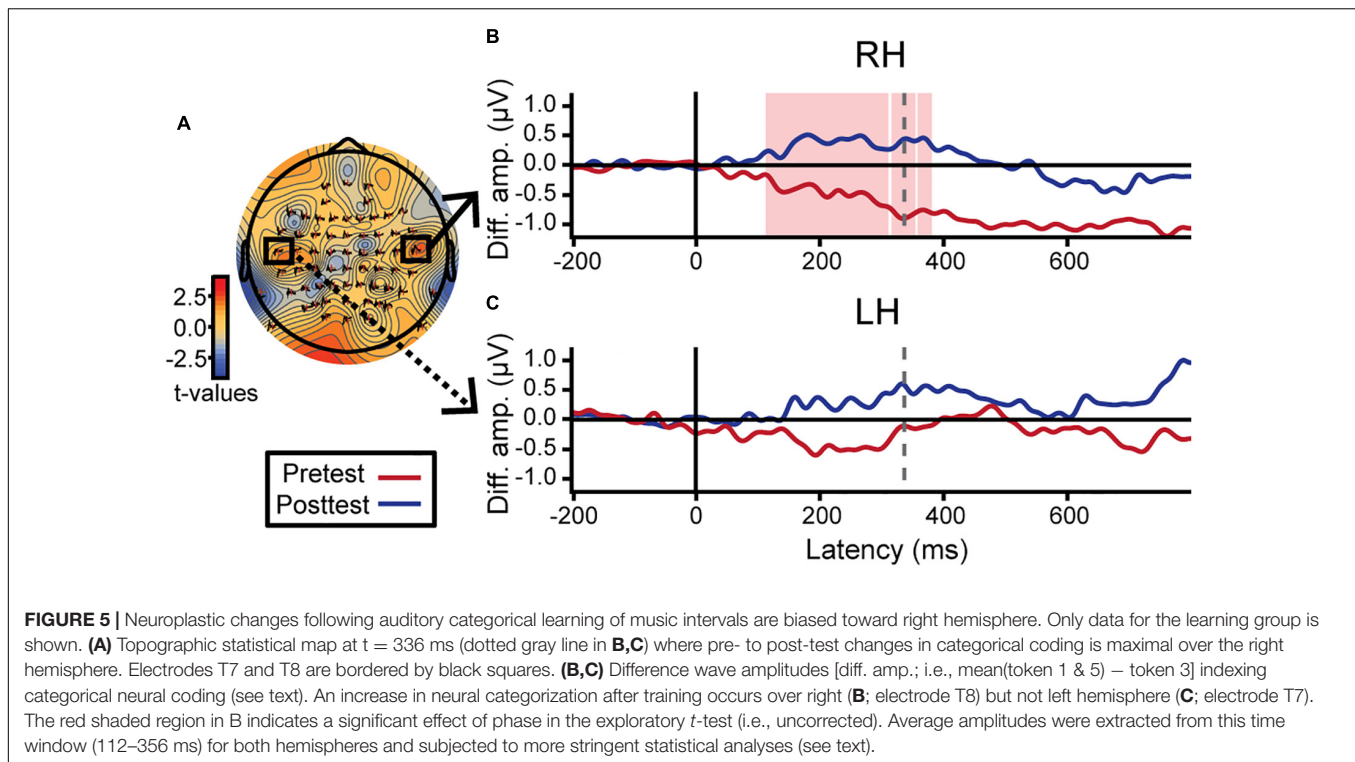 A
2.5
0.0
-2.5
t-values
Pretest
Posttest
B
RH
Diff. amp. (µV)
1.0
0.5
0.0
-0.5
-1.0
-200 0 200 400 600
C
LH
Diff. amp. (µV)
1.0
0.5
0.0
-0.5
-1.0
-200 0 200 400 600
Latency (ms)
FIGURE 5 | Neuroplastic changes following auditory categorical learning of music intervals are biased toward right hemisphere. Only data for the learning group is
shown. (A) Topographic statistical map at t = 336 ms (dotted gray line in B,C) where pre- to post-test changes in categorical coding is maximal over the right
hemisphere. Electrodes T7 and T8 are bordered by black squares. (B,C) Difference wave amplitudes [diff. amp.; i.e., mean(token 1 & 5) − token 3] indexing
categorical neural coding (see text). An increase in neural categorization after training occurs over right (B; electrode T8) but not left hemisphere (C; electrode T7).
The red shaded region in B indicates a significant effect of phase in the exploratory t-test (i.e., uncorrected). Average amplitudes were extracted from this time
window (112–356 ms) for both hemispheres and subjected to more stringent statistical analyses (see text).